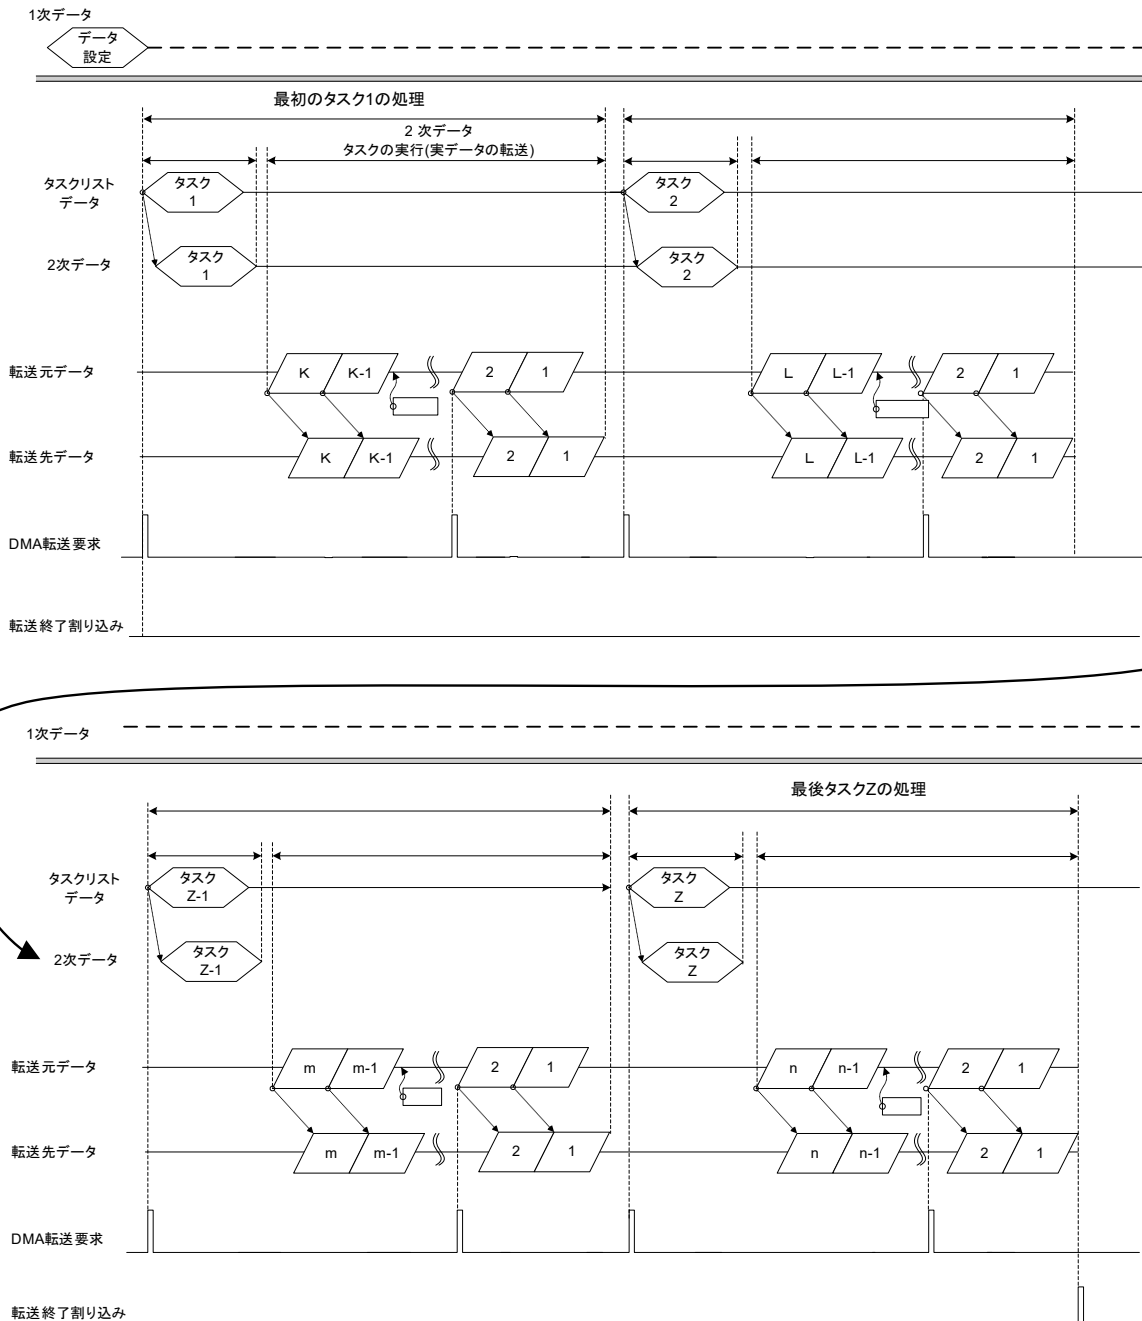 1次データ
データ
設定
最初のタスク1の処理
2 次データ
タスクの実行(実データの転送)
タスクリスト
データ
タスク
1
タスク
2
2次データ
タスク
1
タスク
2
転送元データ
K K-1 2 1 L L-1 2 1
転送先データ
K K-1 2 1 L L-1 2 1
DMA転送要求
転送終了割り込み
1次データ
最後タスクZの処理
タスクリスト
データ
タスク
Z-1
タスク
Z
2次データ
タスク
Z-1
タスク
Z
転送元データ
m m-1 2 1 n n-1 2 1
転送先データ
m m-1 2 1 n n-1 2 1
DMA転送要求
転送終了割り込み